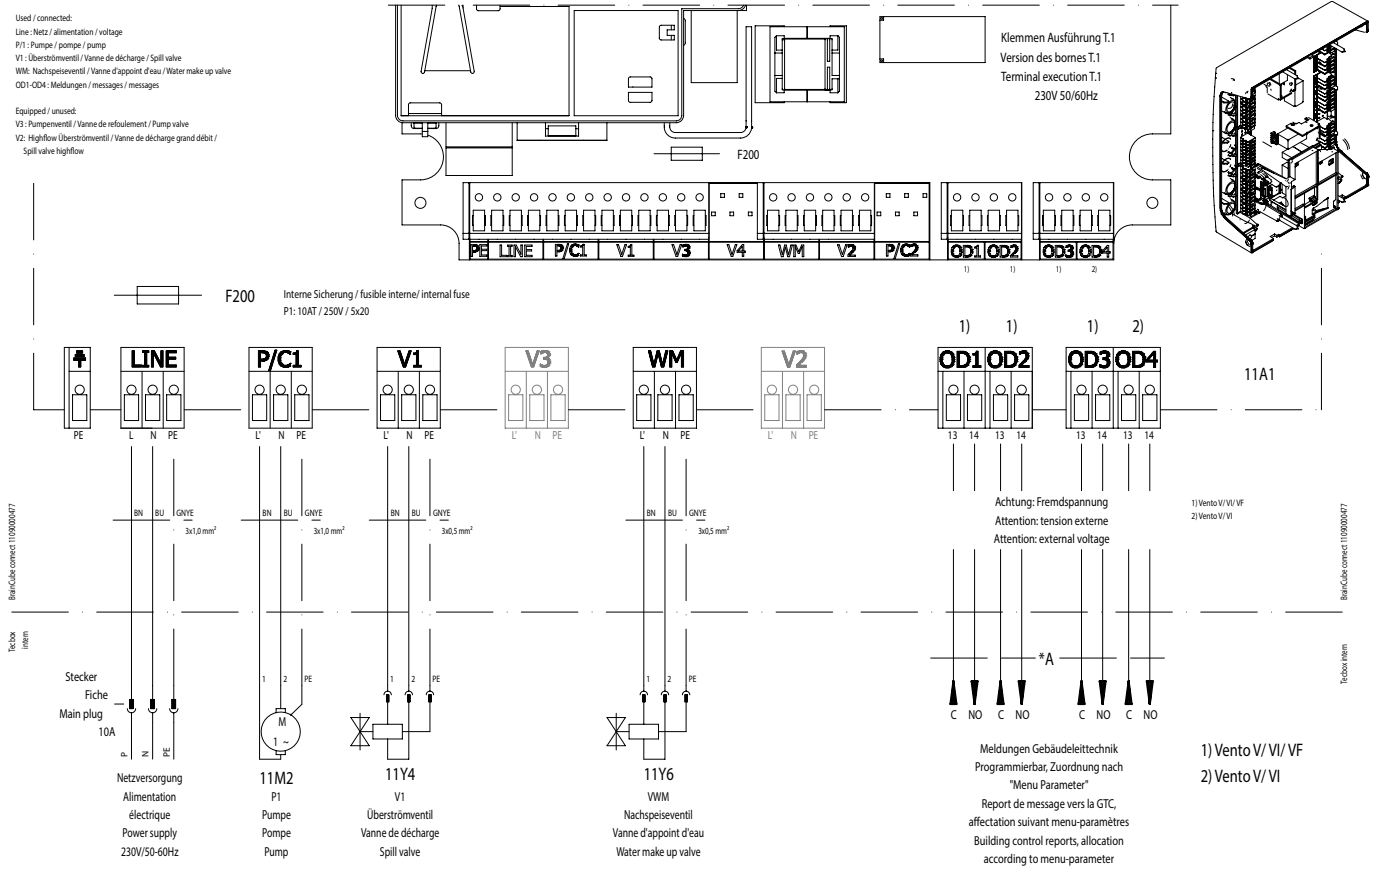 Used / connected:
Line : Netz / alimentation / voltage
P/1 : Pumpe / pompe / pump
V1 : Überströmventil / Vanne de décharge / Spill valve
WM: Nachspeiseventil / Vanne d'appoint d'eau / Water make up valve
OD1-OD4 : Meldungen / messages / messages
Equipped / unused:
V3 : Pumpenventil / Vanne de refoulement / Pump valve
V2: Highflow Überströmventil / Vanne de décharge grand débit /
Spill valve highflow
Klemmen Ausführung T.1
Version des bornes T.1
Terminal execution T.1
230V 50/60Hz
F200
PE LINE P/C1 V1 V3 V4 WM V2 P/C2 OD1 OD2 OD3 OD4
1) 1) 1) 2)
F200
Interne Sicherung / fusible interne/ internal fuse
P1: 10AT / 250V / 5x20
1) 1) 1) 2)
LINE P/C1 V1 V3 WM V2 OD1 OD2 OD3 OD4
11A1
PE L N PE L' N PE L' N PE L' N PE L' N PE L' N PE 13 14 13 14 13 14 13 14
BN BU GNYE BN BU GNYE BN BU GNYE BN BU GNYE
3x1,0 mm² 3x1,0 mm² 3x0,5 mm² 3x0,5 mm²
Achtung: Fremdspannung
Attention: tension externe
Attention: external voltage
1) Vento V/ VI/ VF
2) Vento V/ VI
BrainCube connect 11090000477
BrainCube connect 11090000477
Tecbox
intern
Tecbox intern
*A
Stecker
Fiche
Main plug
10A
1 2 PE 1 2 PE 1 2 PE
M
1 ~
P N PE
C NO C NO C NO C NO
Netzversorgung
Alimentation
électrique
Power supply
230V/50-60Hz
11M2
P1
Pumpe
Pompe
Pump
11Y4
V1
Überströmventil
Vanne de décharge
Spill valve
11Y6
VWM
Nachspeiseventil
Vanne d'appoint d'eau
Water make up valve
Meldungen Gebäudeleittechnik
Programmierbar, Zuordnung nach
"Menu Parameter"
Report de message vers la GTC,
affectation suivant menu-paramètres
Building control reports, allocation
according to menu-parameter
1) Vento V/ VI/ VF
2) Vento V/ VI